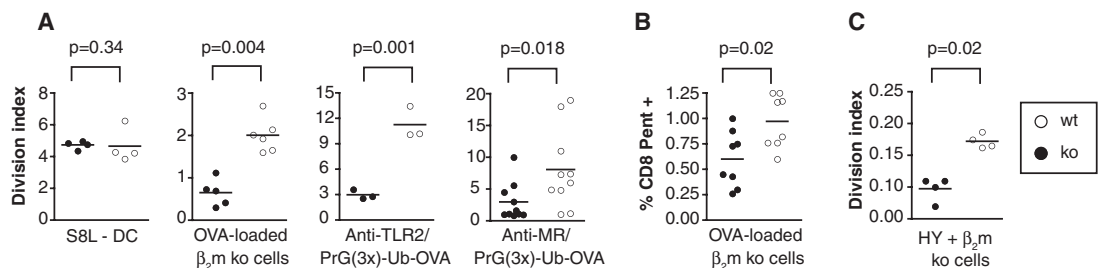 A
B
C
p=0.34
p=0.004
p=0.001
p=0.018
p=0.02
p=0.02
Division index
8
6
4
2
0
3
2
1
0
15
12
9
6
3
0
20
15
10
5
0
% CD8 Pent +
1.25
1.00
0.75
0.50
0.25
0.00
Division index
0.25
0.20
0.15
0.10
0.05
0.00
wt
ko
S8L - DC
OVA-loaded
β₂m ko cells
Anti-TLR2/
PrG(3x)-Ub-OVA
Anti-MR/
PrG(3x)-Ub-OVA
OVA-loaded
β₂m ko cells
HY + β₂m
ko cells